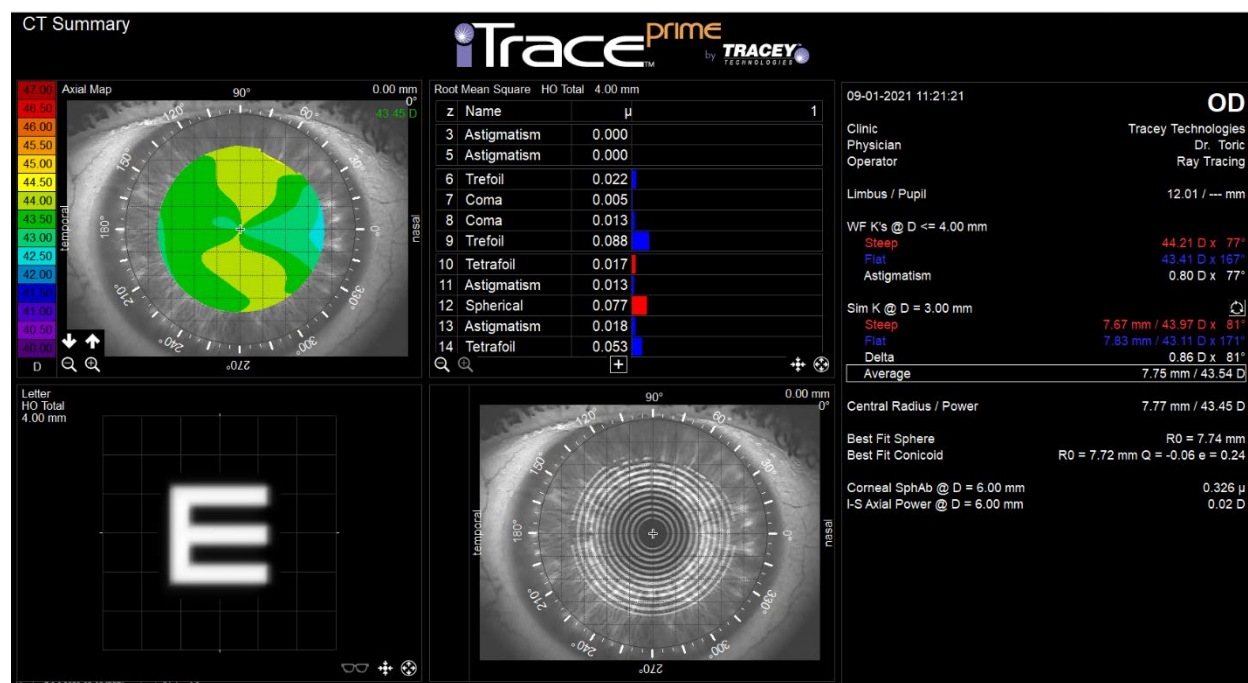 CT Summary
iTrace prime
by TRACEY
TECHNOLOGIES
47.00
46.50
46.00
45.50
45.00
44.50
44.00
43.50
43.00
42.50
42.00
41.50
41.00
40.50
40.00
D
Axial Map
0.00 mm
0°
43.45 D
90°
120°
60°
150°
30°
temporal
180°
0°
nasal
210°
330°
240°
300°
270°
Root Mean Square HO Total 4.00 mm
z Name µ 1
3 Astigmatism 0.000
5 Astigmatism 0.000
6 Trefoil 0.022
7 Coma 0.005
8 Coma 0.013
9 Trefoil 0.088
10 Tetrafoil 0.017
11 Astigmatism 0.013
12 Spherical 0.077
13 Astigmatism 0.018
14 Tetrafoil 0.053
Letter
HO Total
4.00 mm
E
0.00 mm
0°
90°
120°
60°
150°
30°
temporal
180°
0°
nasal
210°
330°
240°
300°
270°
09-01-2021 11:21:21 OD
Clinic Tracey Technologies
Physician Dr. Toric
Operator Ray Tracing
Limbus / Pupil 12.01 / --- mm
WF K's @ D <= 4.00 mm
Steep 44.21 D x 77°
Flat 43.41 D x 167°
Astigmatism 0.80 D x 77°
Sim K @ D = 3.00 mm
Steep 7.67 mm / 43.97 D x 81°
Flat 7.83 mm / 43.11 D x 171°
Delta 0.86 D x 81°
Average 7.75 mm / 43.54 D
Central Radius / Power 7.77 mm / 43.45 D
Best Fit Sphere R0 = 7.74 mm
Best Fit Conicoid R0 = 7.72 mm Q = -0.06 e = 0.24
Corneal SphAb @ D = 6.00 mm 0.326 µ
I-S Axial Power @ D = 6.00 mm 0.02 D